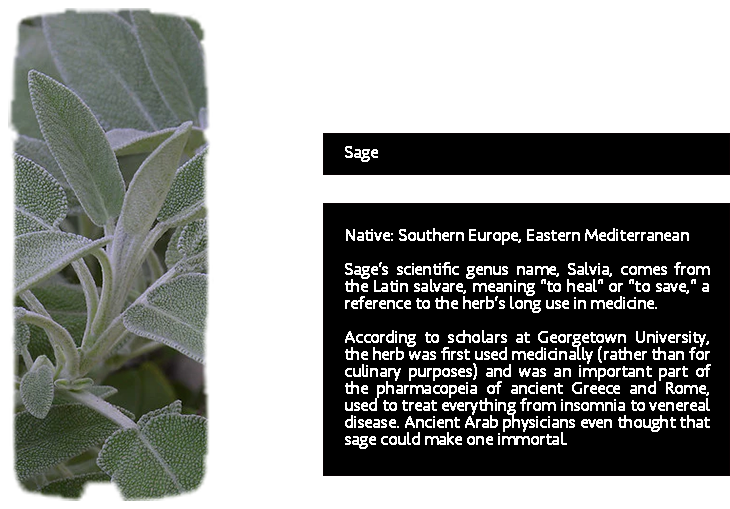 Sage
Native: Southern Europe, Eastern Mediterranean
Sage's scientific genus name, Salvia, comes from
the Latin salvare, meaning "to heal" or "to save," a
reference to the herb's long use in medicine.
According to scholars at Georgetown University,
the herb was first used medicinally (rather than for
culinary purposes) and was an important part of
the pharmacopeia of ancient Greece and Rome,
used to treat everything from insomnia to venereal
disease. Ancient Arab physicians even thought that
sage could make one immortal.